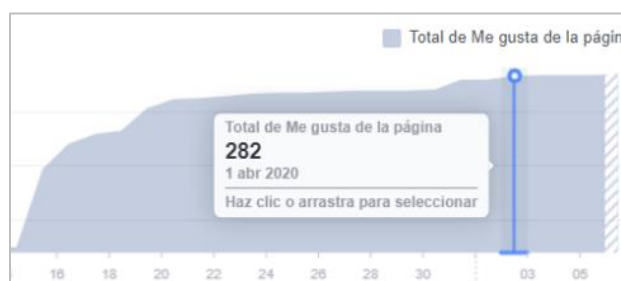 Total de Me gusta de la págin
Total de Me gusta de la página
282
1 abr 2020
Haz clic o arrastra para seleccionar
16 18 20 22 24 26 28 30 03 05